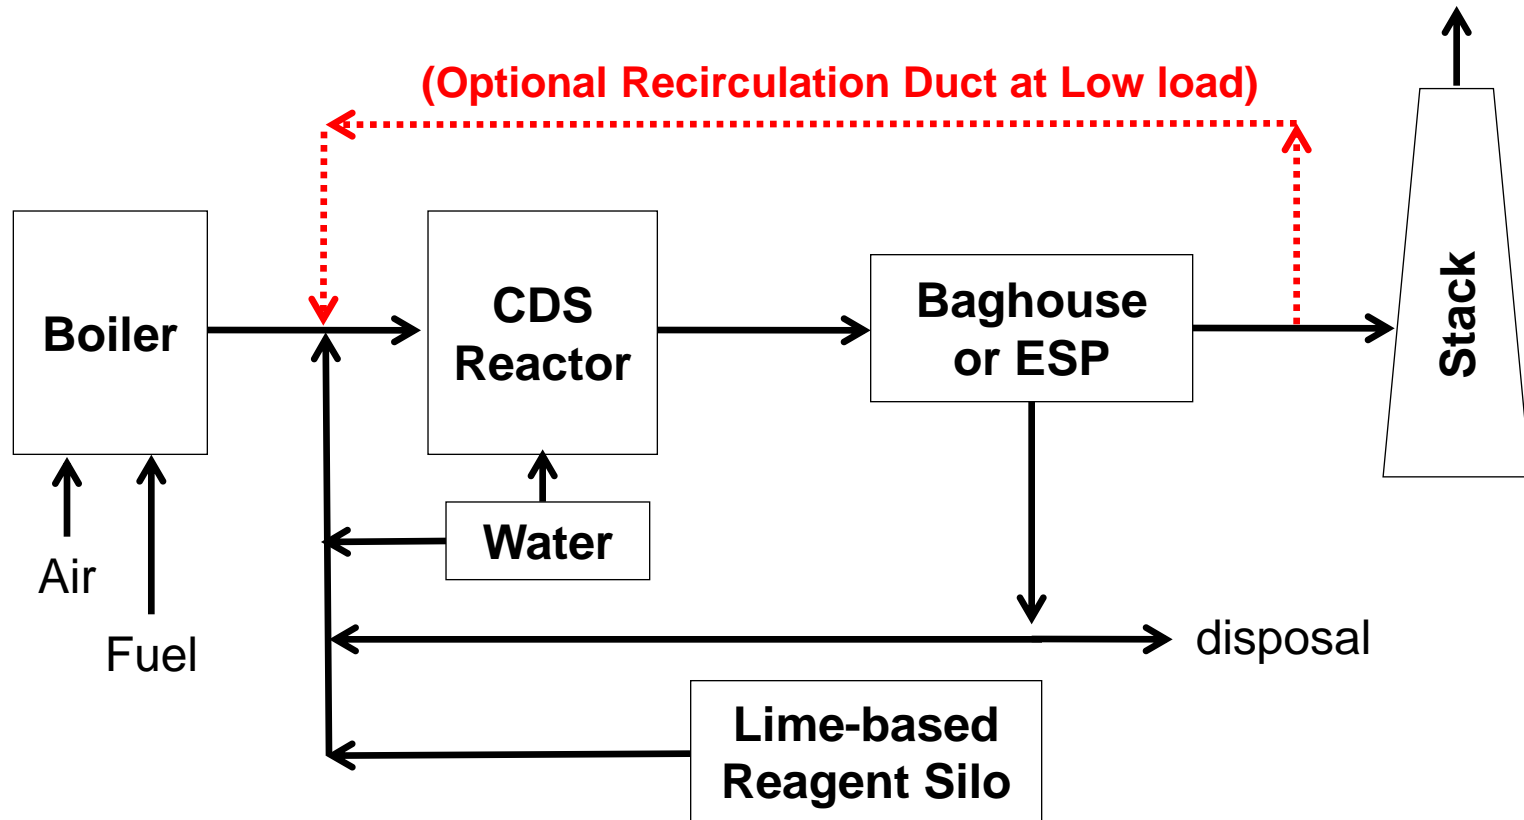 (Optional Recirculation Duct at Low load)
Boiler
CDS
Reactor
Baghouse
or ESP
Stack
Water
Air
Fuel
disposal
Lime-based
Reagent Silo